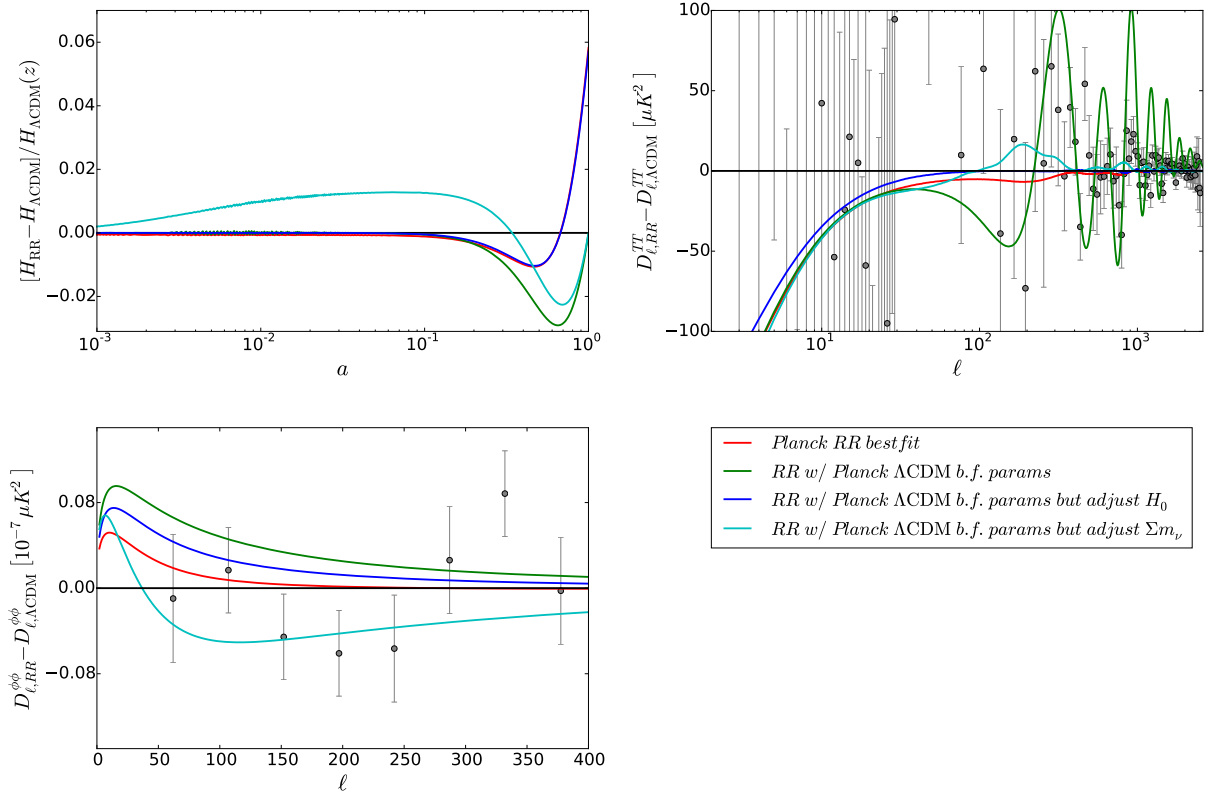 [H_RR − H_ΛCDM]/H_ΛCDM(z)
0.06
0.04
0.02
0.00
−0.02
10^-3
10^-2
10^-1
10^0
a
D^TT_ℓ,RR − D^TT_ℓ,ΛCDM [μK^2]
100
50
0
−50
−100
10^1
10^2
10^3
ℓ
D^ϕϕ_ℓ,RR − D^ϕϕ_ℓ,ΛCDM [10^-7 μK^2]
0.08
0.00
−0.08
0 50 100 150 200 250 300 350 400
ℓ
Planck RR bestfit
RR w/ Planck ΛCDM b.f. params
RR w/ Planck ΛCDM b.f. params but adjust H_0
RR w/ Planck ΛCDM b.f. params but adjust Σm_ν